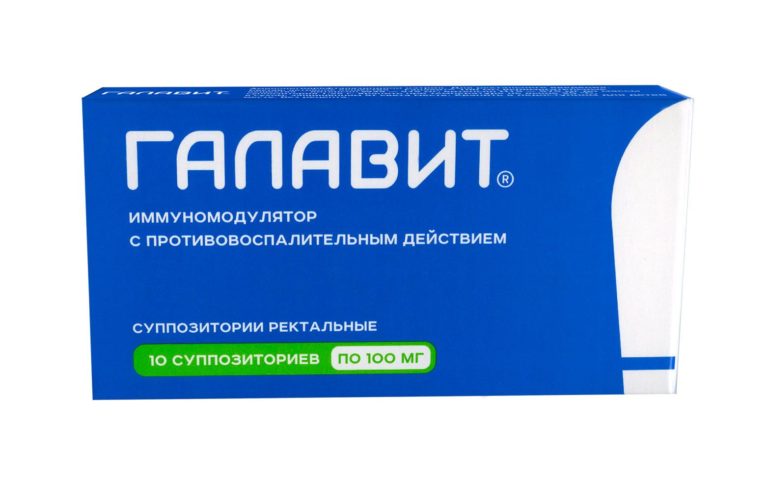 ГАЛАВИТ
ГАЛАВИТ®
ИММУНОМОДУЛЯТОР
С ПРОТИВОВОСПАЛИТЕЛЬНЫМ ДЕЙСТВИЕМ
СУППОЗИТОРИИ РЕКТАЛЬНЫЕ
10 СУППОЗИТОРИЕВ ПО 100 МГ